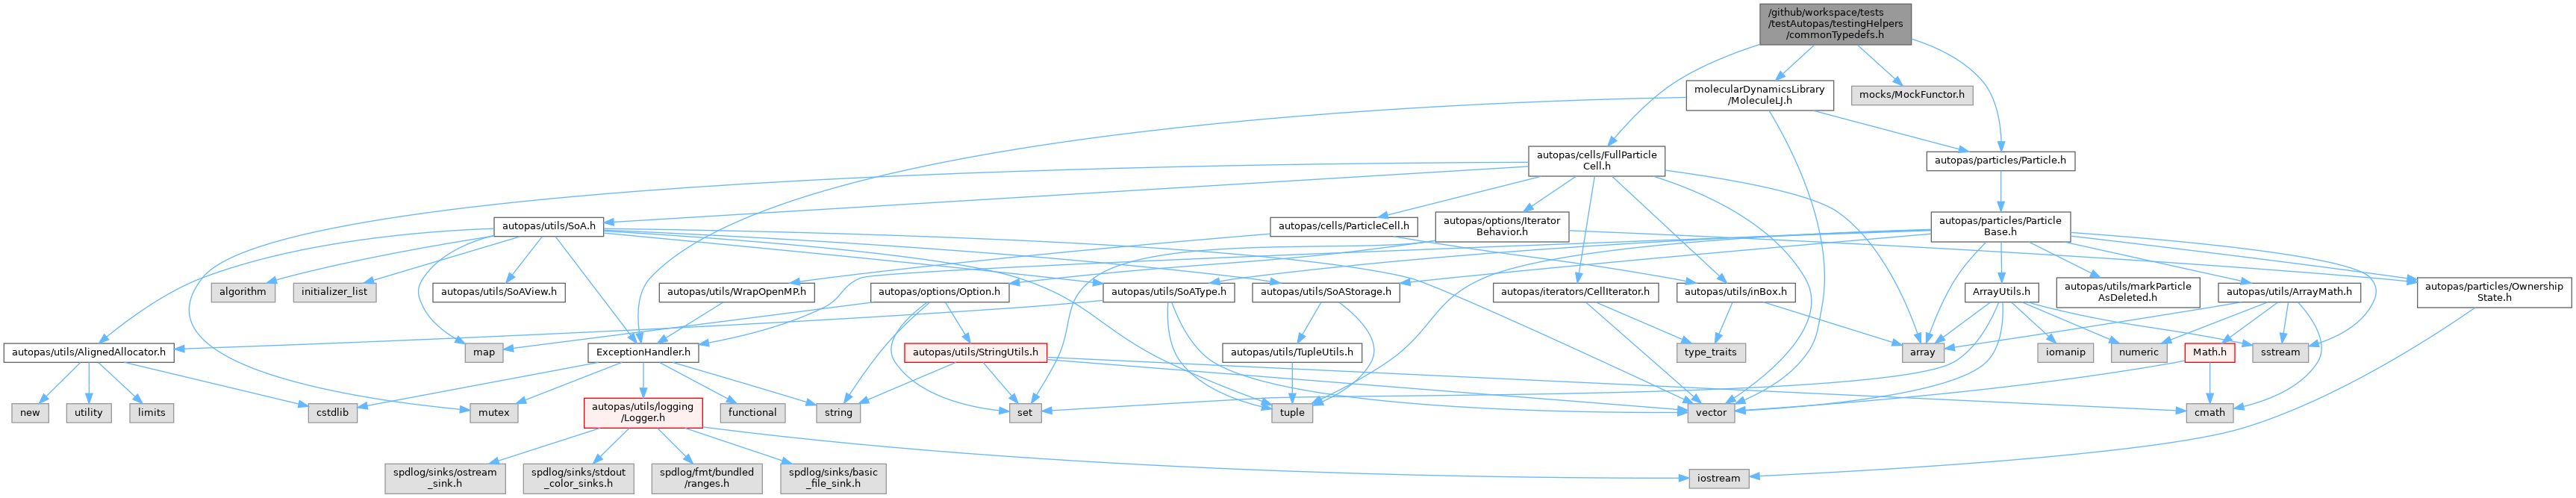 /github/workspace/tests
/testAutopas/testingHelpers
/commonTypedefs.h
molecularDynamicsLibrary
/MoleculeLJ.h
mocks/MockFunctor.h
autopas/cells/FullParticle
Cell.h
autopas/particles/Particle.h
autopas/utils/SoA.h
autopas/cells/ParticleCell.h
autopas/options/Iterator
Behavior.h
autopas/particles/Particle
Base.h
algorithm
initializer_list
autopas/utils/SoAView.h
autopas/utils/WrapOpenMP.h
autopas/options/Option.h
autopas/utils/SoAType.h
autopas/utils/SoAStorage.h
autopas/iterators/CellIterator.h
autopas/utils/inBox.h
ArrayUtils.h
autopas/utils/markParticle
AsDeleted.h
autopas/utils/ArrayMath.h
autopas/particles/Ownership
State.h
autopas/utils/AlignedAllocator.h
map
ExceptionHandler.h
autopas/utils/StringUtils.h
autopas/utils/TupleUtils.h
type_traits
array
iomanip
numeric
Math.h
sstream
new
utility
limits
cstdlib
mutex
autopas/utils/logging
/Logger.h
functional
string
set
tuple
vector
cmath
spdlog/sinks/ostream
_sink.h
spdlog/sinks/stdout
_color_sinks.h
spdlog/fmt/bundled
/ranges.h
spdlog/sinks/basic
_file_sink.h
iostream